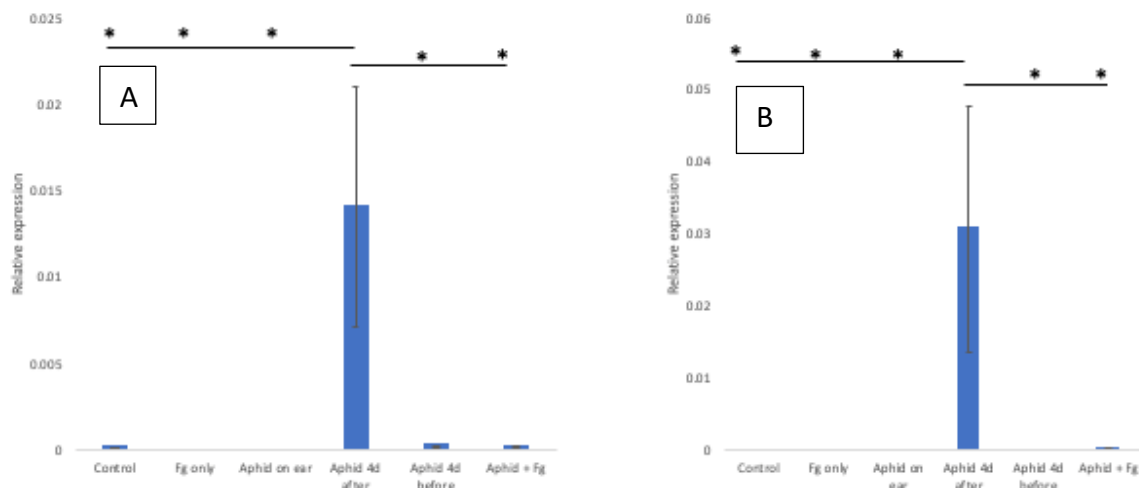 0.025
* * *
* *
A
0.02
0.015
0.01
0.005
0
Relative expression
Control
Fg only
Aphid on ear
Aphid 4d
after
Aphid 4d
before
Aphid + Fg
0.06
* * *
* *
B
0.05
0.04
0.03
0.02
0.01
0
Relative expression
Control
Fg only
Aphid on
ear
Aphid 4d
after
Aphid 4d
before
Aphid + Fg